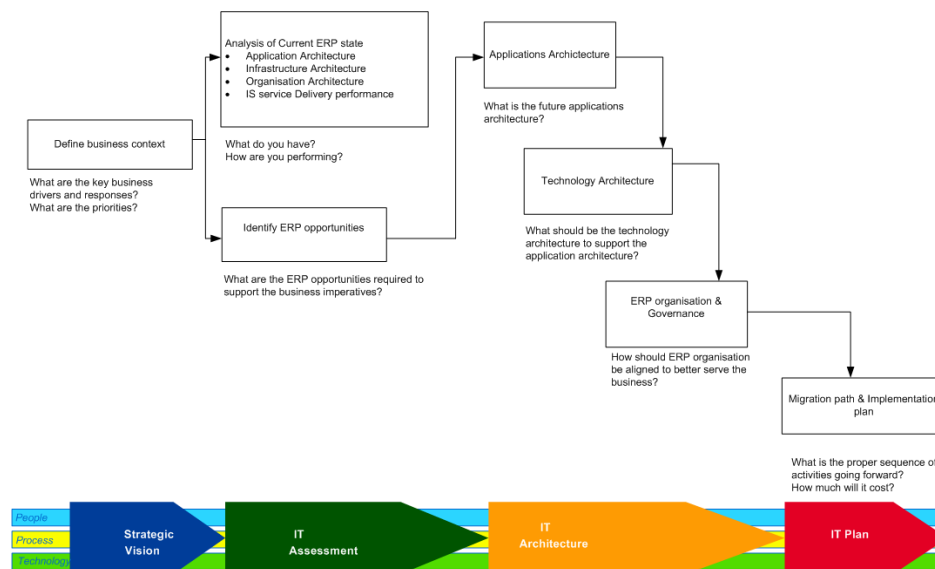 Analysis of Current ERP state
• Application Architecture
• Infrastructure Architecture
• Organisation Architecture
• IS service Delivery performance
What do you have?
How are you performing?
Define business context
What are the key business
drivers and responses?
What are the priorities?
Identify ERP opportunities
What are the ERP opportunities required to
support the business imperatives?
Applications Archictecture
What is the future applications
architecture?
Technology Architecture
What should be the technology
architecture to support the
application architecture?
ERP organisation &
Governance
How should ERP organisation
be aligned to better serve the
business?
Migration path & Implementation
plan
What is the proper sequence of
activities going forward?
How much will it cost?
People
Process
Technology
Strategic
Vision
IT
Assessment
IT
Architecture
IT Plan